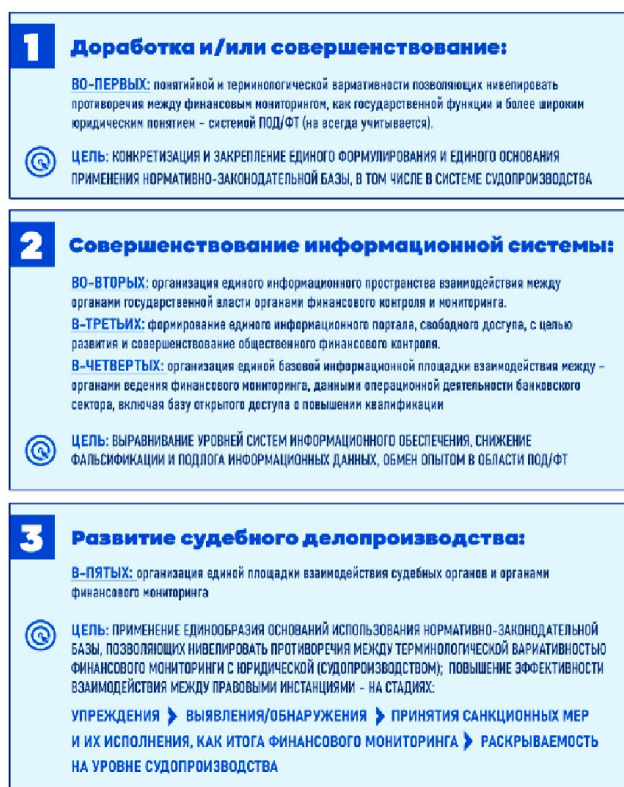 1 Доработка и/или совершенствование:
ВО-ПЕРВЫХ: понятийной и терминологической вариативности позволяющих нивелировать
противоречия между финансовым мониторингом, как государственной функции и более широким
юридическим понятием – системой ПОД/ФТ (на всегда учитывается).
ЦЕЛЬ: КОНКРЕТИЗАЦИЯ И ЗАКРЕПЛЕНИЕ ЕДИНОГО ФОРМУЛИРОВАНИЯ И ЕДИНОГО ОСНОВАНИЯ
ПРИМЕНЕНИЯ НОРМАТИВНО-ЗАКОНОДАТЕЛЬНОЙ БАЗЫ, В ТОМ ЧИСЛЕ В СИСТЕМЕ СУДОПРОИЗВОДСТВА
2 Совершенствование информационной системы:
ВО-ВТОРЫХ: организация единого информационного пространства взаимодействия между
органами государственной власти органами финансового контроля и мониторинга.
В-ТРЕТЬИХ: формирование единого информационного портала, свободного доступа, с целью
развития и совершенствование общественного финансового контроля.
В-ЧЕТВЕРТЫХ: организация единой базовой информационной площадки взаимодействия между –
органами ведения финансового мониторинга, данными операционной деятельности банковского
сектора, включая базу открытого доступа о повышении квалификации
ЦЕЛЬ: ВЫРАВНИВАНИЕ УРОВНЕЙ СИСТЕМ ИНФОРМАЦИОННОГО ОБЕСПЕЧЕНИЯ, СНИЖЕНИЕ
ФАЛЬСИФИКАЦИИ И ПОДЛОГА ИНФОРМАЦИОННЫХ ДАННЫХ, ОБМЕН ОПЫТОМ В ОБЛАСТИ ПОД/ФТ
3 Развитие судебного делопроизводства:
В-ПЯТЫХ: организация единой площадки взаимодействия судебных органов и органами
финансового мониторинга
ЦЕЛЬ: ПРИМЕНЕНИЕ ЕДИНООБРАЗИЯ ОСНОВАНИЙ ИСПОЛЬЗОВАНИЯ НОРМАТИВНО-ЗАКОНОДАТЕЛЬНОЙ
БАЗЫ, ПОЗВОЛЯЮЩИХ НИВЕЛИРОВАТЬ ПРОТИВОРЕЧИЯ МЕЖДУ ТЕРМИНОЛОГИЧЕСКОЙ ВАРИАТИВНОСТЬЮ
ФИНАНСОВОГО МОНИТОРИНГИ С ЮРИДИЧЕСКОЙ (СУДОПРОИЗВОДСТВОМ); ПОВЫШЕНИЕ ЭФФЕКТИВНОСТИ
ВЗАИМОДЕЙСТВИЯ МЕЖДУ ПРАВОВЫМИ ИНСТАНЦИЯМИ – НА СТАДИЯХ:
УПРЕЖДЕНИЯ ❯ ВЫЯВЛЕНИЯ/ОБНАРУЖЕНИЯ ❯ ПРИНЯТИЯ САНКЦИОННЫХ МЕР
И ИХ ИСПОЛНЕНИЯ, КАК ИТОГА ФИНАНСОВОГО МОНИТОРИНГА ❯ РАСКРЫВАЕМОСТЬ
НА УРОВНЕ СУДОПРОИЗВОДСТВА